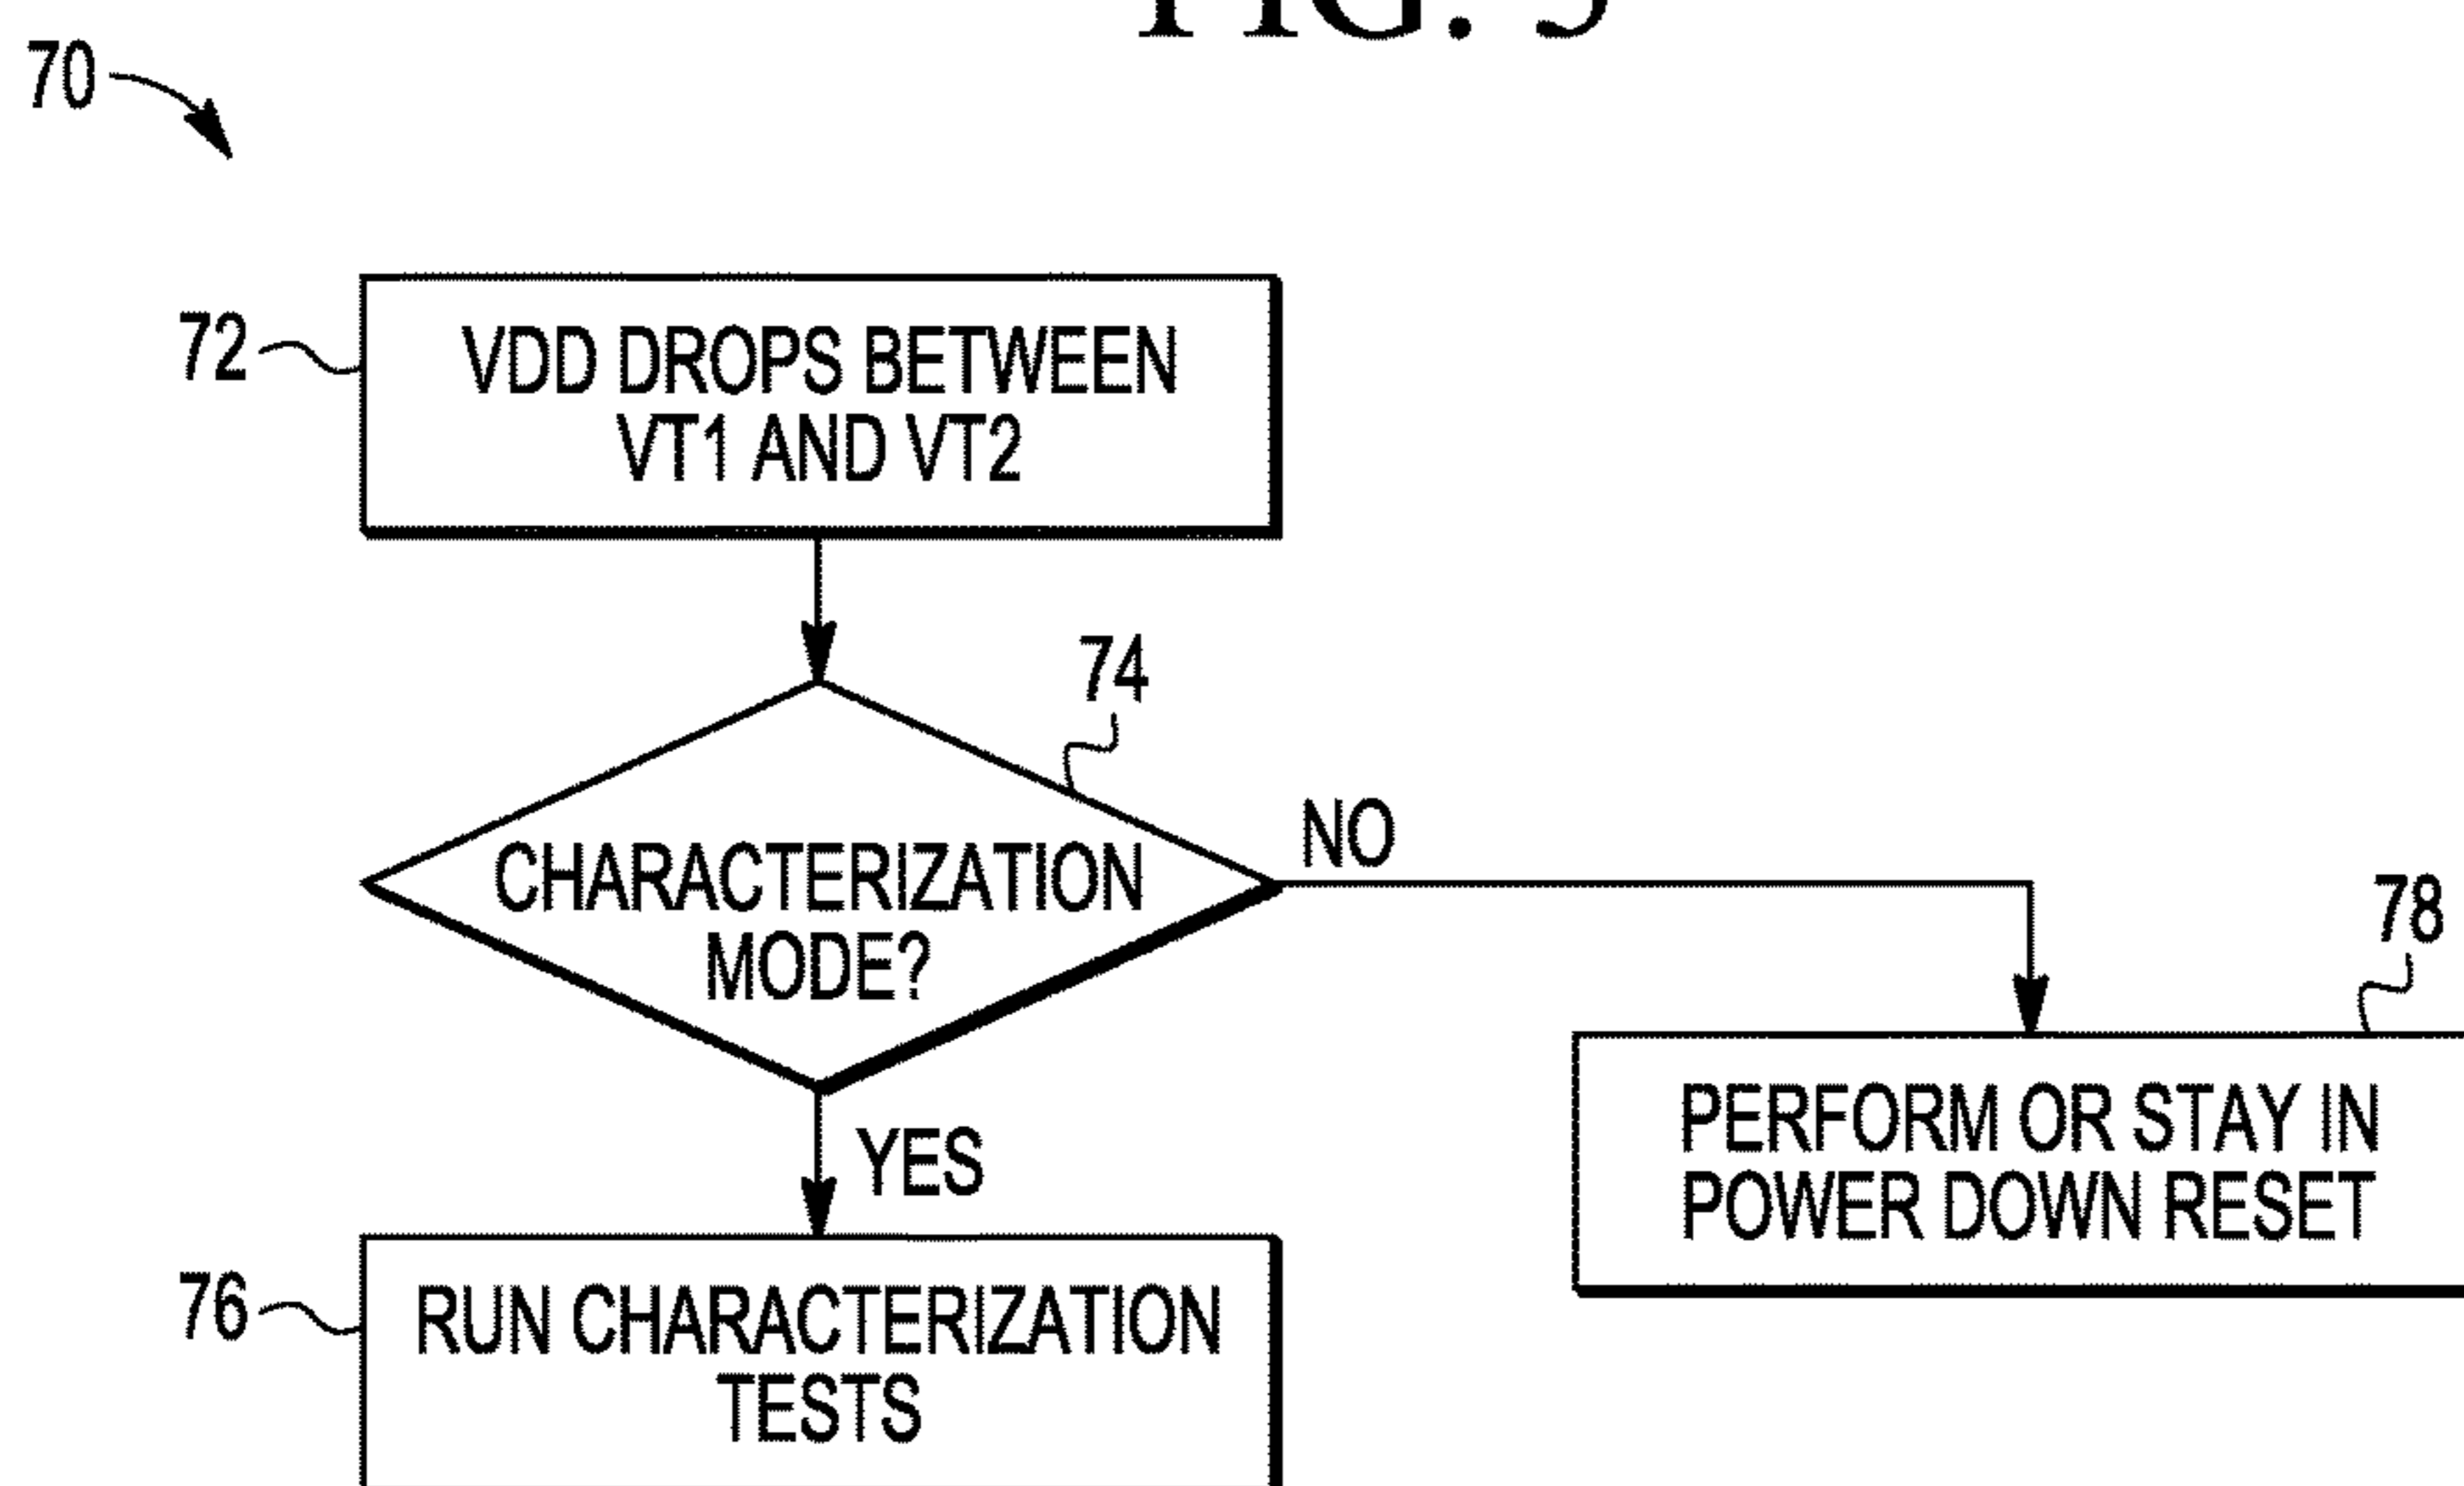 FIG.
70
72
VDD DROPS BETWEEN
VT1 AND VT2
74
CHARACTERIZATION
MODE?
NO
78
PERFORM OR STAY IN
POWER DOWN RESET
YES
76
RUN CHARACTERIZATION
TESTS